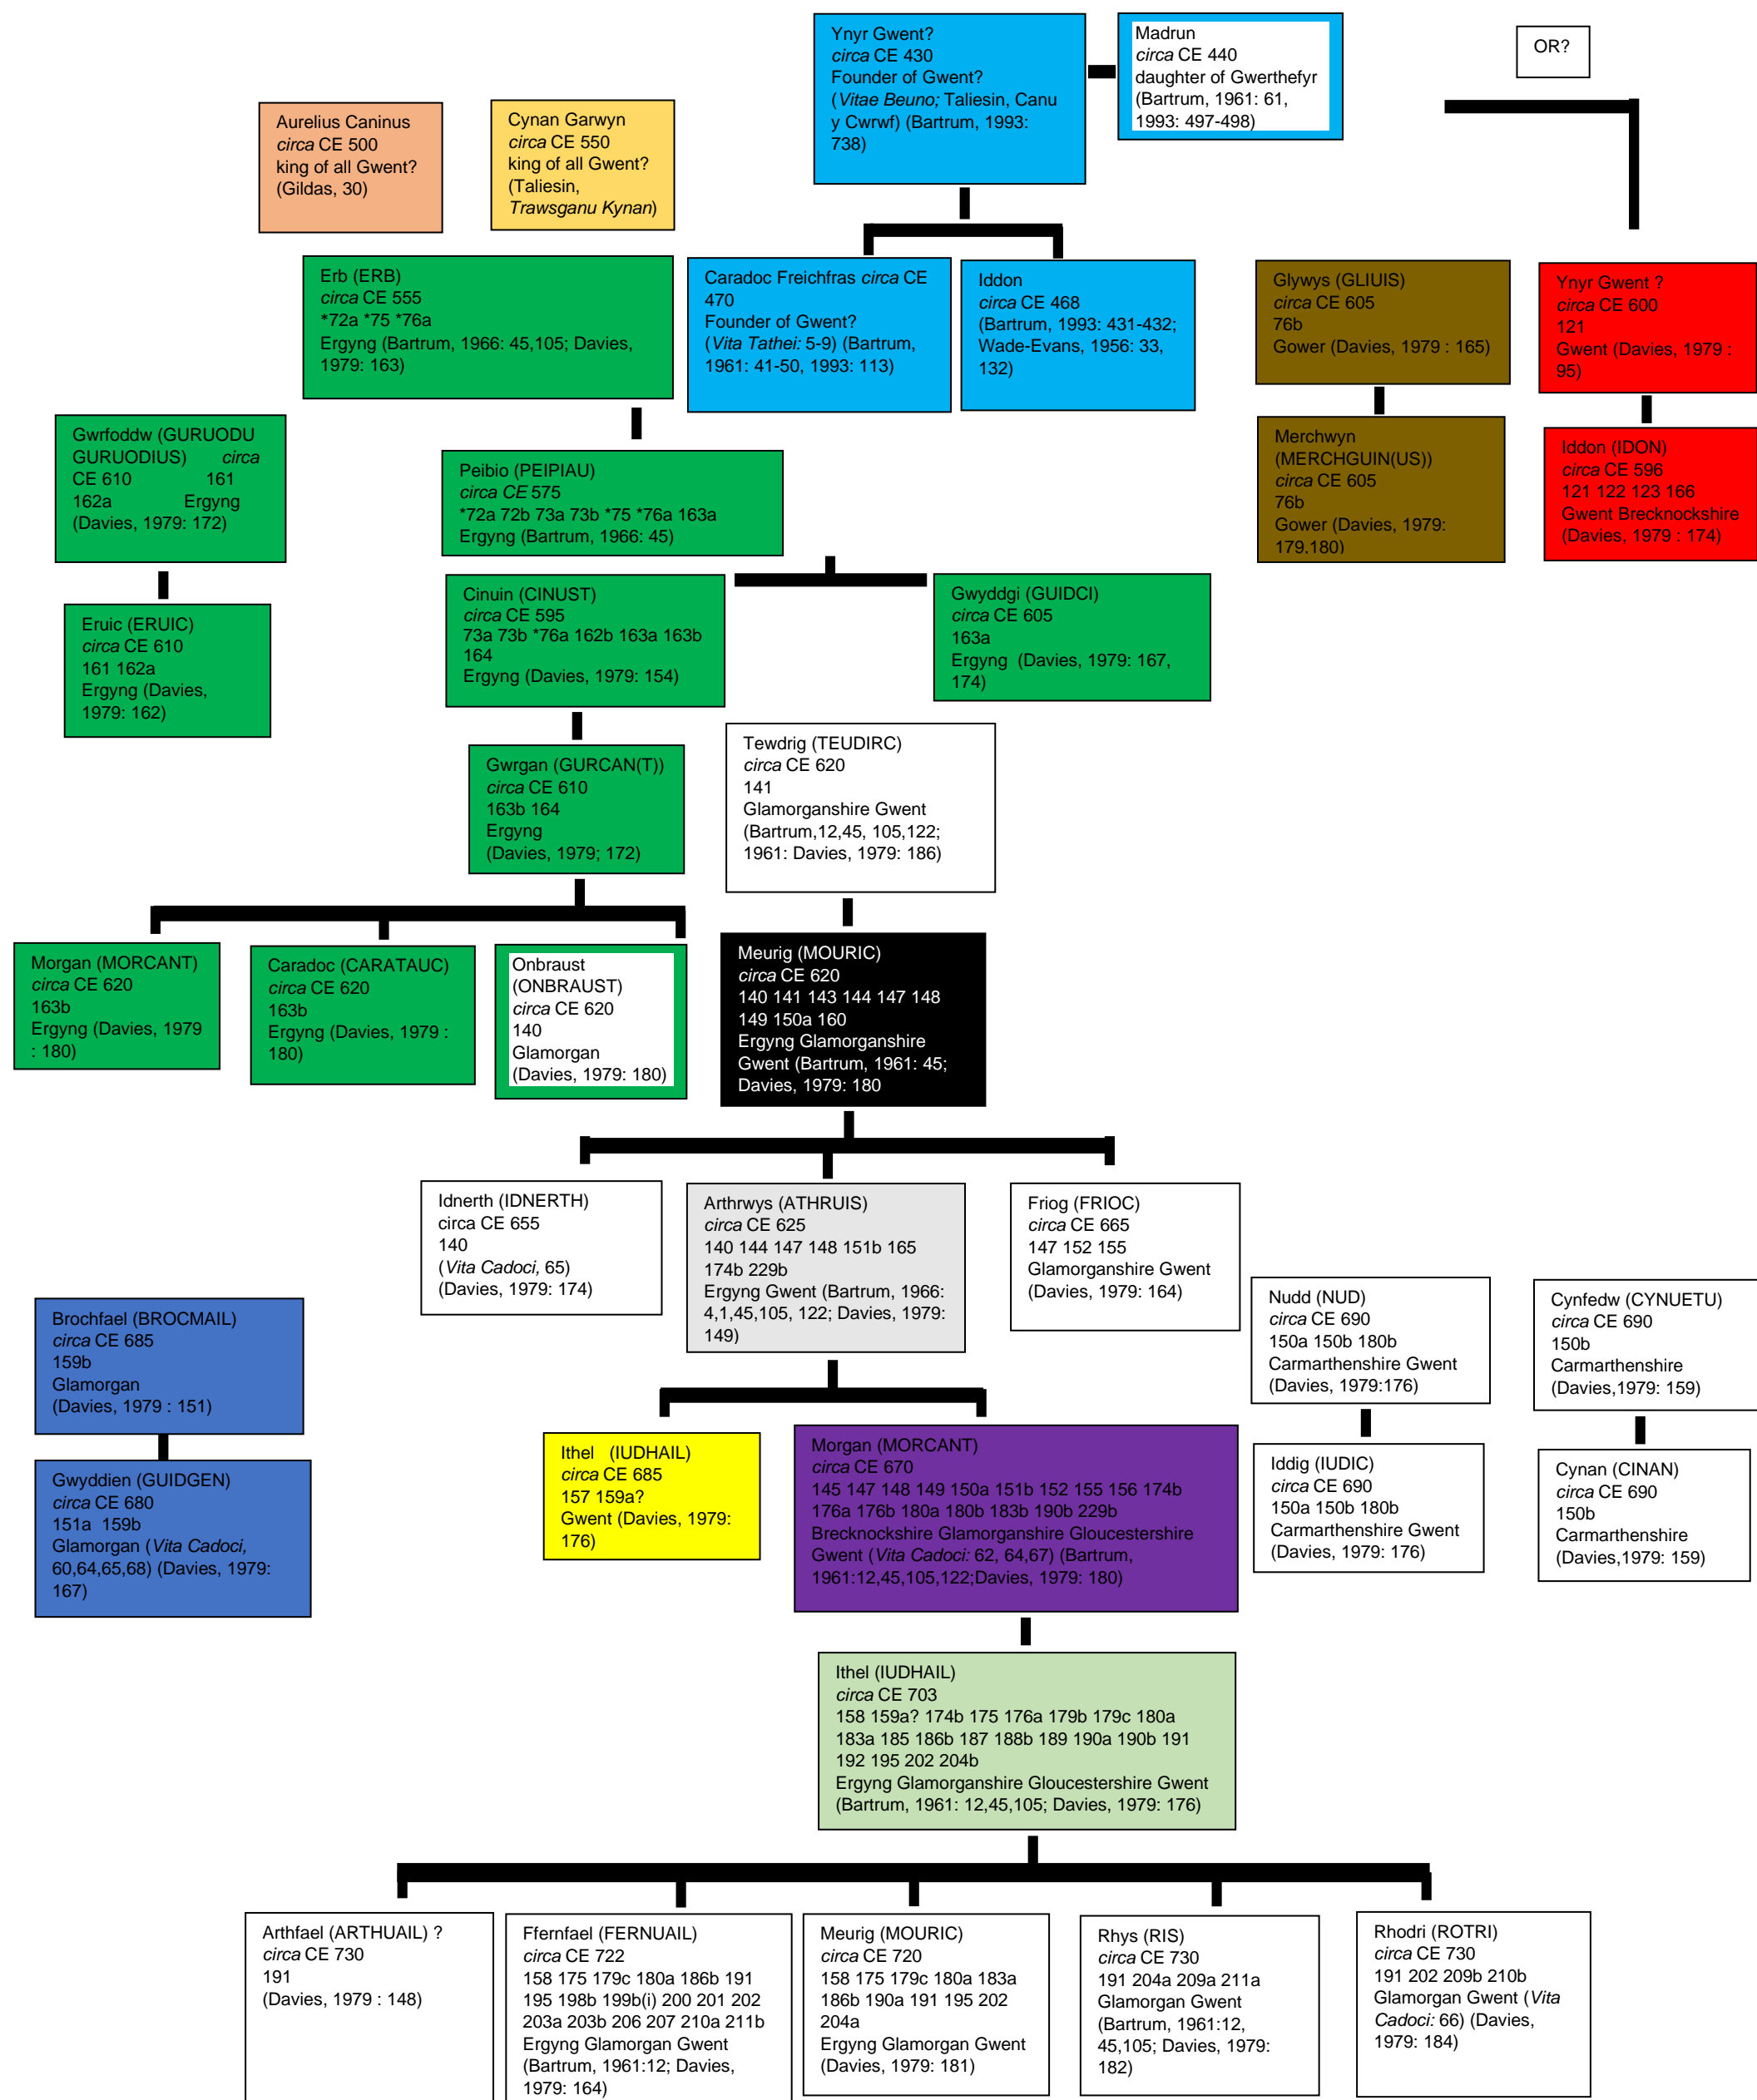 Ynyr Gwent?
circa CE 430
Founder of Gwent?
(Vitae Beuno; Taliesin, Canu
y Cwrwf) (Bartrum, 1993:
738)
Madrun
circa CE 440
daughter of Gwerthefyr
(Bartrum, 1961: 61,
1993: 497-498)
OR?
Aurelius Caninus
circa CE 500
king of all Gwent?
(Gildas, 30)
Cynan Garwyn
circa CE 550
king of all Gwent?
(Taliesin,
Trawsganu Kynan)
Erb (ERB)
circa CE 555
*72a *75 *76a
Ergyng (Bartrum, 1966: 45,105; Davies,
1979: 163)
Caradoc Freichfras circa CE
470
Founder of Gwent?
(Vita Tathei: 5-9) (Bartrum,
1961: 41-50, 1993: 113)
Iddon
circa CE 468
(Bartrum, 1993: 431-432;
Wade-Evans, 1956: 33,
132)
Glywys (GLIUIS)
circa CE 605
76b
Gower (Davies, 1979 : 165)
Ynyr Gwent ?
circa CE 600
121
Gwent (Davies, 1979 :
95)
Gwrfoddw (GURUODU
GURUODIUS) circa
CE 610 161
162a Ergyng
(Davies, 1979: 172)
Peibio (PEIPIAU)
circa CE 575
*72a 72b 73a 73b *75 *76a 163a
Ergyng (Bartrum, 1966: 45)
Merchwyn
(MERCHGUIN(US))
circa CE 605
76b
Gower (Davies, 1979:
179,180)
Iddon (IDON)
circa CE 596
121 122 123 166
Gwent Brecknockshire
(Davies, 1979 : 174)
Eruic (ERUIC)
circa CE 610
161 162a
Ergyng (Davies,
1979: 162)
Cinuin (CINUST)
circa CE 595
73a 73b *76a 162b 163a 163b
164
Ergyng (Davies, 1979: 154)
Gwyddgi (GUIDCI)
circa CE 605
163a
Ergyng (Davies, 1979: 167,
174)
Gwrgan (GURCAN(T))
circa CE 610
163b 164
Ergyng
(Davies, 1979; 172)
Tewdrig (TEUDIRC)
circa CE 620
141
Glamorganshire Gwent
(Bartrum,12,45, 105,122;
1961: Davies, 1979: 186)
Morgan (MORCANT)
circa CE 620
163b
Ergyng (Davies, 1979
: 180)
Caradoc (CARATAUC)
circa CE 620
163b
Ergyng (Davies, 1979 :
180)
Onbraust
(ONBRAUST)
circa CE 620
140
Glamorgan
(Davies, 1979: 180)
Meurig (MOURIC)
circa CE 620
140 141 143 144 147 148
149 150a 160
Ergyng Glamorganshire
Gwent (Bartrum, 1961: 45;
Davies, 1979: 180
Idnerth (IDNERTH)
circa CE 655
140
(Vita Cadoci, 65)
(Davies, 1979: 174)
Arthrwys (ATHRUIS)
circa CE 625
140 144 147 148 151b 165
174b 229b
Ergyng Gwent (Bartrum, 1966:
4,1,45,105, 122; Davies, 1979:
149)
Friog (FRIOC)
circa CE 665
147 152 155
Glamorganshire Gwent
(Davies, 1979: 164)
Nudd (NUD)
circa CE 690
150a 150b 180b
Carmarthenshire Gwent
(Davies, 1979:176)
Cynfedw (CYNUETU)
circa CE 690
150b
Carmarthenshire
(Davies,1979: 159)
Brochfael (BROCMAIL)
circa CE 685
159b
Glamorgan
(Davies, 1979 : 151)
Gwyddien (GUIDGEN)
circa CE 680
151a 159b
Glamorgan (Vita Cadoci,
60,64,65,68) (Davies, 1979:
167)
Ithel (IUDHAIL)
circa CE 685
157 159a?
Gwent (Davies, 1979:
176)
Morgan (MORCANT)
circa CE 670
145 147 148 149 150a 151b 152 155 156 174b
176a 176b 180a 180b 183b 190b 229b
Brecknockshire Glamorganshire Gloucestershire
Gwent (Vita Cadoci: 62, 64,67) (Bartrum,
1961:12,45,105,122;Davies, 1979: 180)
Iddig (IUDIC)
circa CE 690
150a 150b 180b
Carmarthenshire Gwent
(Davies, 1979: 176)
Cynan (CINAN)
circa CE 690
150b
Carmarthenshire
(Davies,1979: 159)
Ithel (IUDHAIL)
circa CE 703
158 159a? 174b 175 176a 179b 179c 180a
183a 185 186b 187 188b 189 190a 190b 191
192 195 202 204b
Ergyng Glamorganshire Gloucestershire Gwent
(Bartrum, 1961: 12,45,105; Davies, 1979: 176)
Arthfael (ARTHUAIL) ?
circa CE 730
191
(Davies, 1979 : 148)
Ffernfael (FERNUAIL)
circa CE 722
158 175 179c 180a 186b 191
195 198b 199b(i) 200 201 202
203a 203b 206 207 210a 211b
Ergyng Glamorgan Gwent
(Bartrum, 1961:12; Davies,
1979: 164)
Meurig (MOURIC)
circa CE 720
158 175 179c 180a 183a
186b 190a 191 195 202
204a
Ergyng Glamorgan Gwent
(Davies, 1979: 181)
Rhys (RIS)
circa CE 730
191 204a 209a 211a
Glamorgan Gwent
(Bartrum, 1961:12,
45,105; Davies, 1979:
182)
Rhodri (ROTRI)
circa CE 730
191 202 209b 210b
Glamorgan Gwent (Vita
Cadoci: 66) (Davies,
1979: 184)